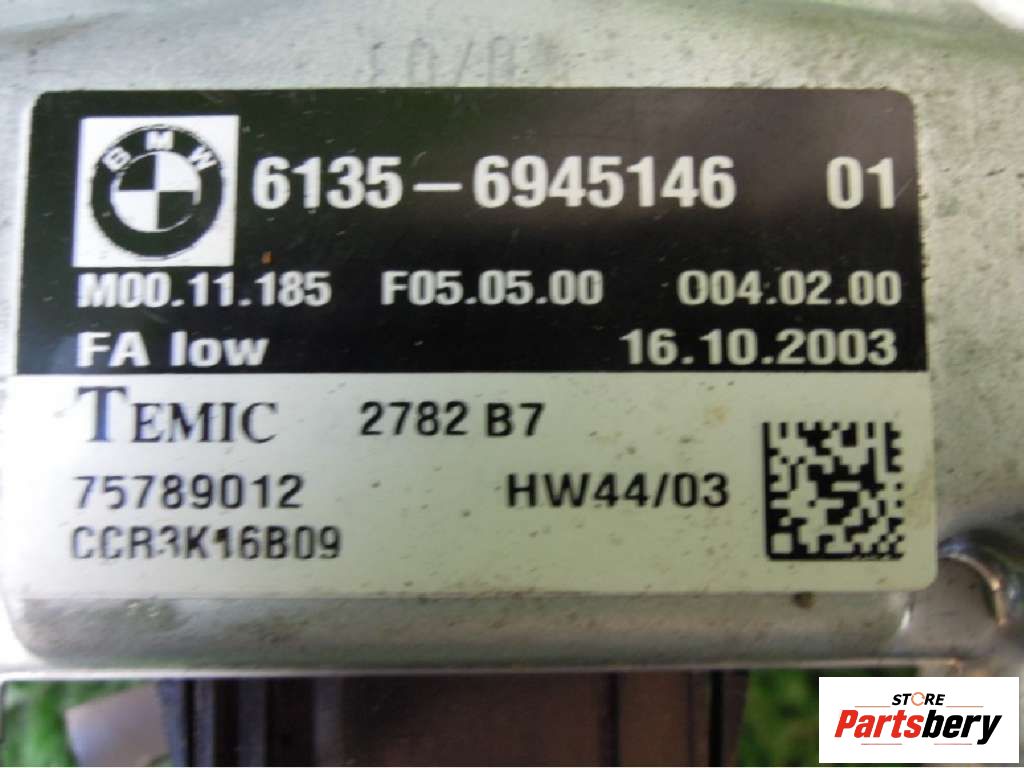 BMW
6135-6945146 01
M00.11.185 F05.05.00 O04.02.00
FA low 16.10.2003
TEMIC 2782 B7
75789012 HW44/03
CCR3K16B09
STORE
Partsbery